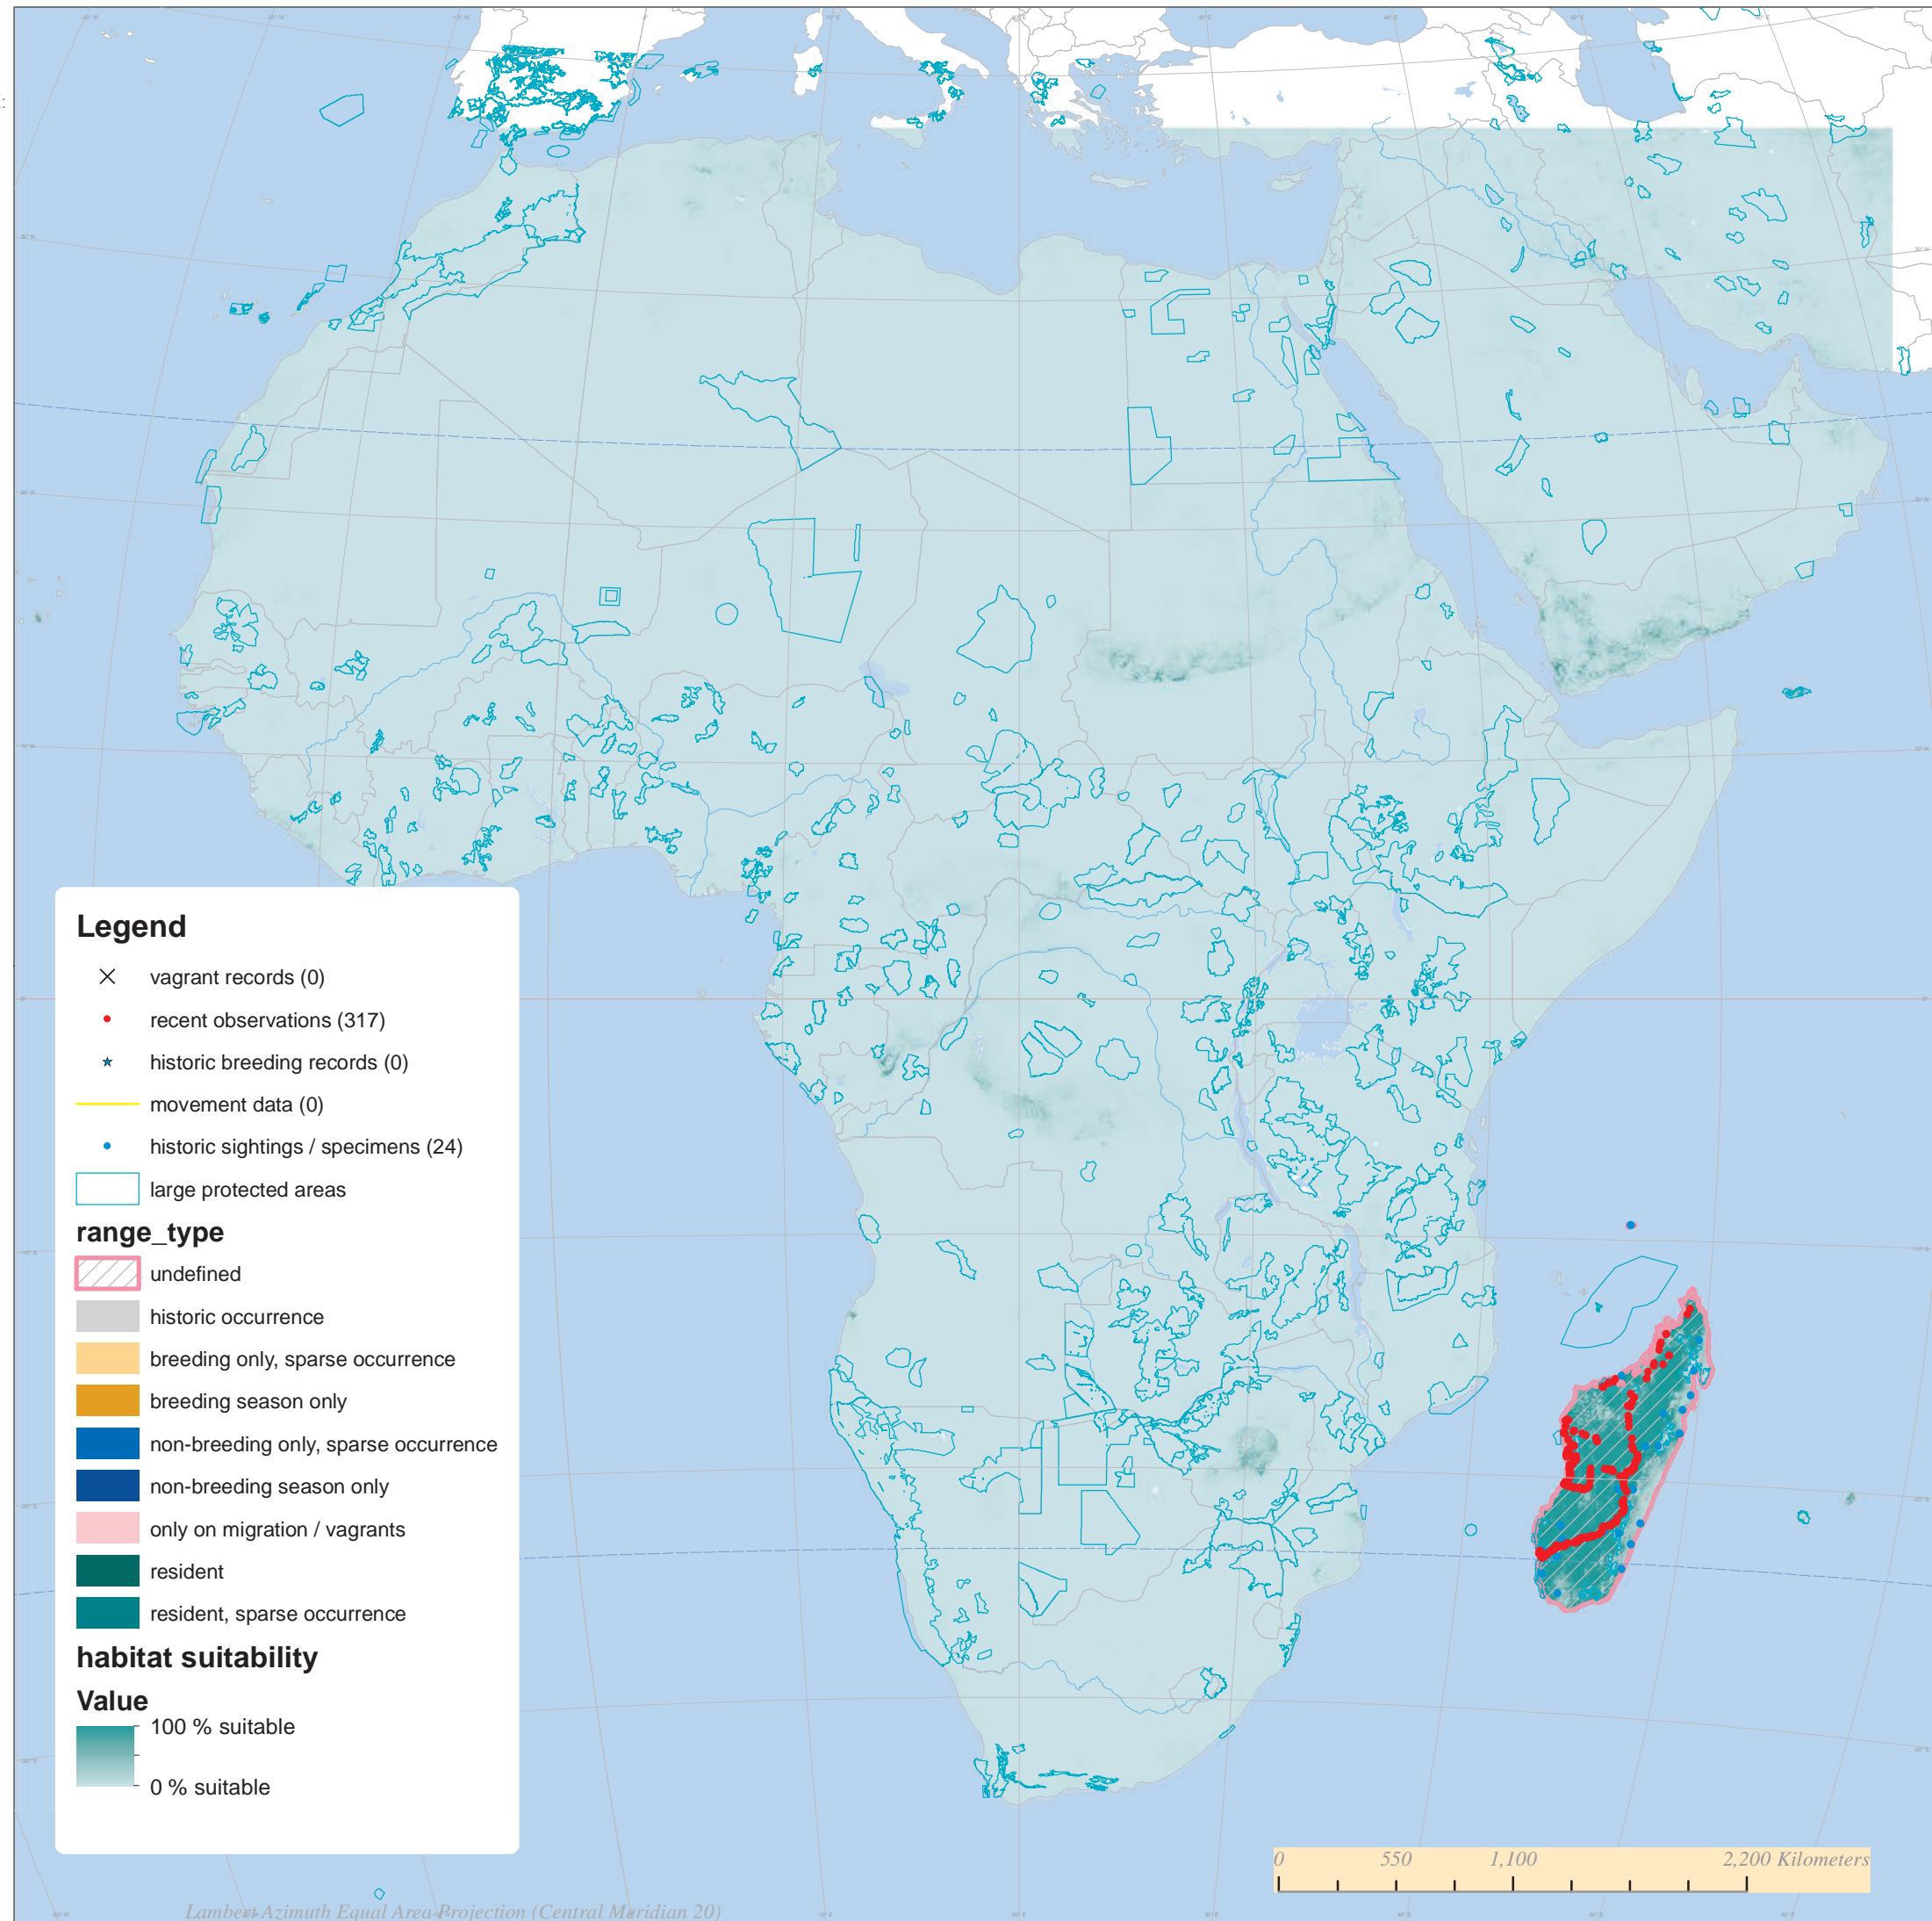 Legend
vagrant records (0)
recent observations (317)
historic breeding records (0)
movement data (0)
historic sightings / specimens (24)
large protected areas
range_type
undefined
historic occurrence
breeding only, sparse occurrence
breeding season only
non-breeding only, sparse occurrence
non-breeding season only
only on migration / vagrants
resident
resident, sparse occurrence
habitat suitability
Value
100 % suitable
0 % suitable
0 550 1,100 2,200 Kilometers
Lambert Azimuth Equal Area Projection (Central Meridian 20)